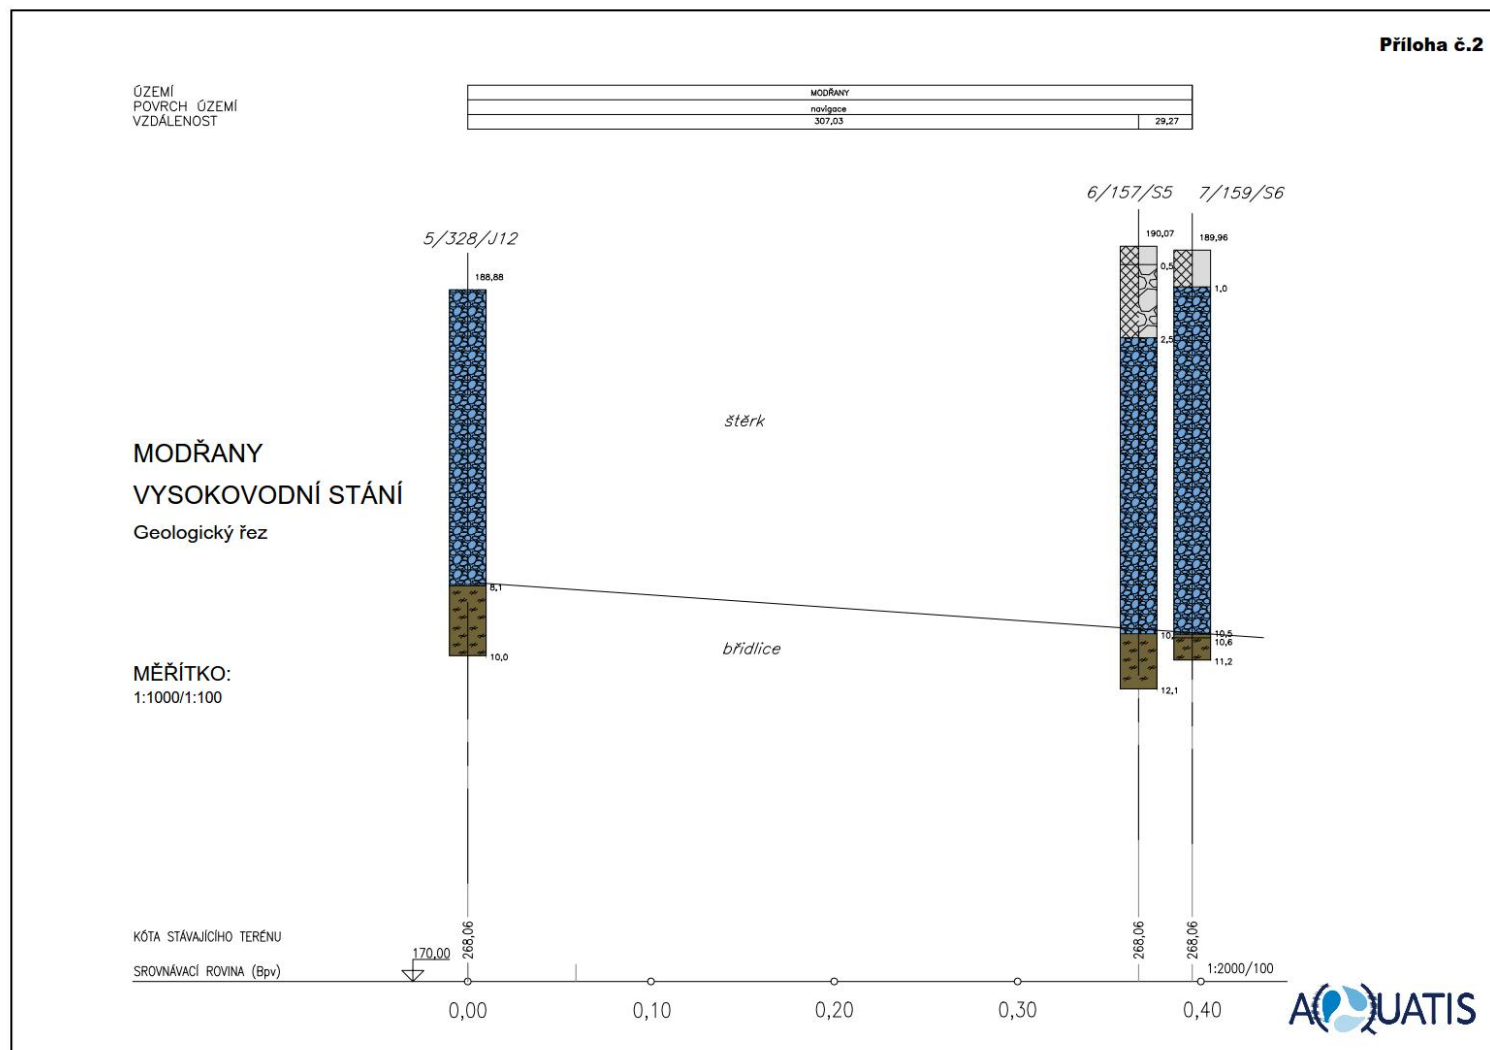 Příloha č.2
ÚZEMÍ
MODŘANY
POVRCH ÚZEMÍ
navigace
VZDÁLENOST
307,03
29,27
6/157/S5
7/159/S6
5/328/J12
190,07
189,96
188,88
0,5
1,0
2,5
štěrk
MODŘANY
VYSOKOVODNÍ STÁNÍ
Geologický řez
8,1
10,5
10,6
břidlice
10,0
11,2
12,1
MĚŘÍTKO:
1:1000/1:100
KÓTA STÁVAJÍCÍHO TERÉNU
268,06
268,06
268,06
170,00
SROVNÁVACÍ ROVINA (Bpv)
1:2000/100
0,00
0,10
0,20
0,30
0,40
AQUATIS